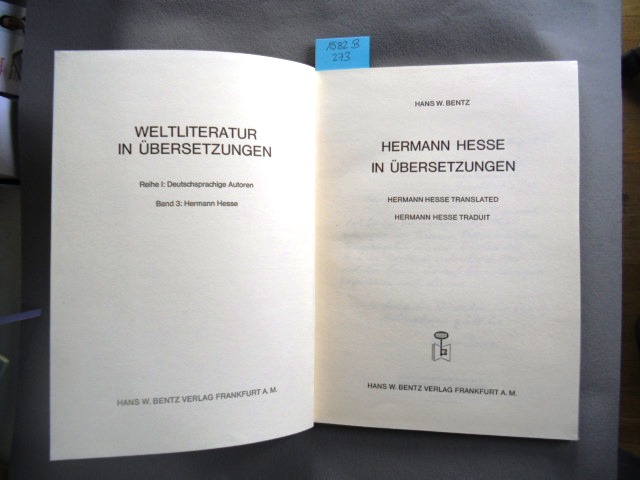 1582 B
273
WELTLITERATUR
IN ÜBERSETZUNGEN
Reihe I: Deutschsprachige Autoren
Band 3: Hermann Hesse
HANS W. BENTZ VERLAG FRANKFURT A. M.
HANS W. BENTZ
HERMANN HESSE
IN ÜBERSETZUNGEN
HERMANN HESSE TRANSLATED
HERMANN HESSE TRADUIT
HANS W. BENTZ VERLAG FRANKFURT A. M.